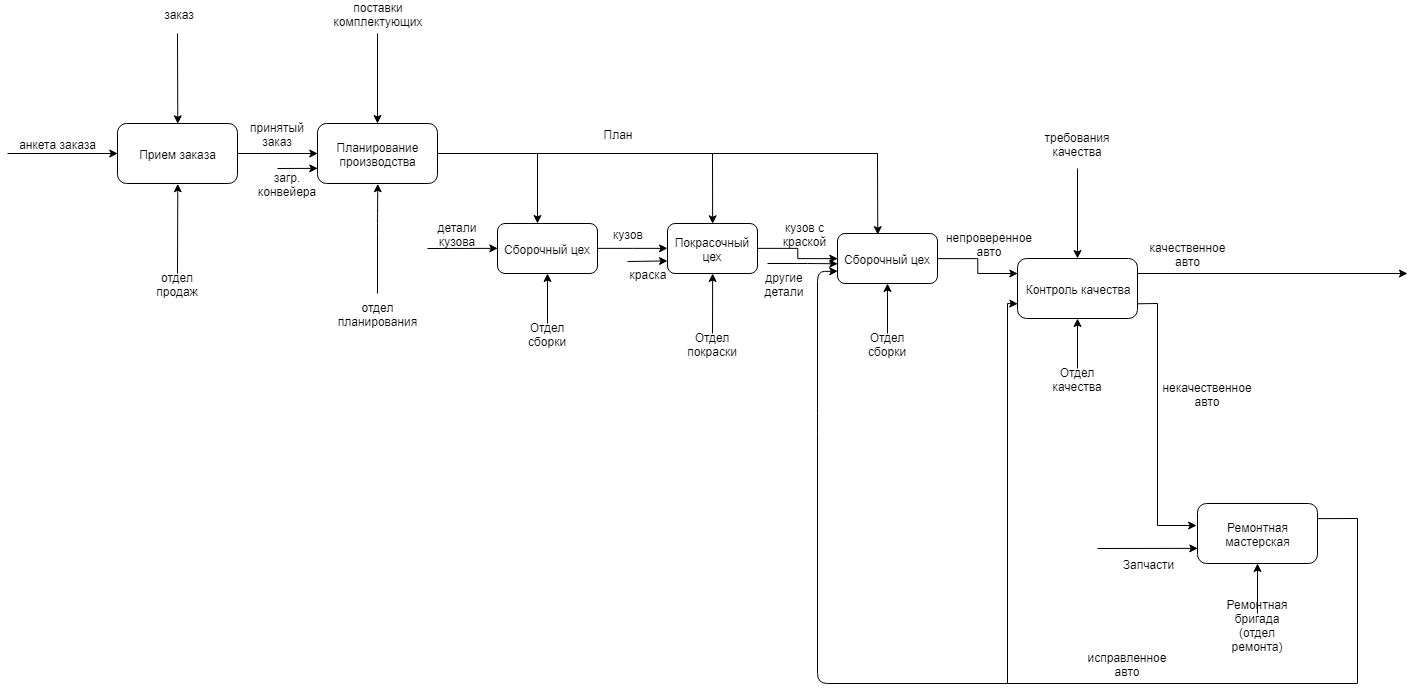 заказ
поставки
комплектующих
анкета заказа
Прием заказа
принятый
заказ
загр.
конвейера
Планирование
производства
План
отдел
продаж
отдел
планирования
детали
кузова
Сборочный цех
Отдел
сборки
кузов
краска
Покрасочный
цех
Отдел
покраски
кузов с
краской
другие
детали
Сборочный цех
Отдел
сборки
непроверенное
авто
требования
качества
Контроль качества
Отдел
качества
качественное
авто
некачественное
авто
Ремонтная
мастерская
Запчасти
Ремонтная
бригада
(отдел
ремонта)
исправленное
авто